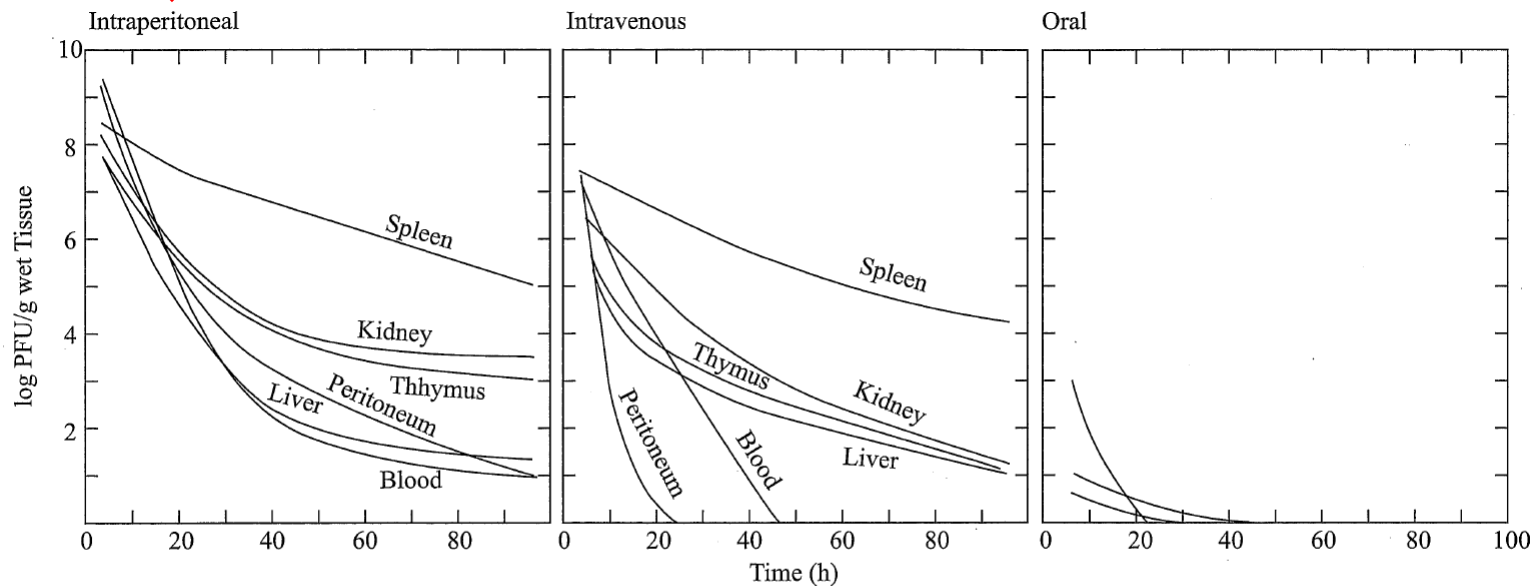 Intraperitoneal
Intravenous
Oral
log PFU/g wet Tissue
10
8
6
4
2
Spleen
Kidney
Thhymus
Peritoneum
Liver
Blood
0 20 40 60 80
Spleen
Thymus
Kidney
Peritoneum
Blood
Liver
0 20 40 60 80
0 20 40 60 80 100
Time (h)